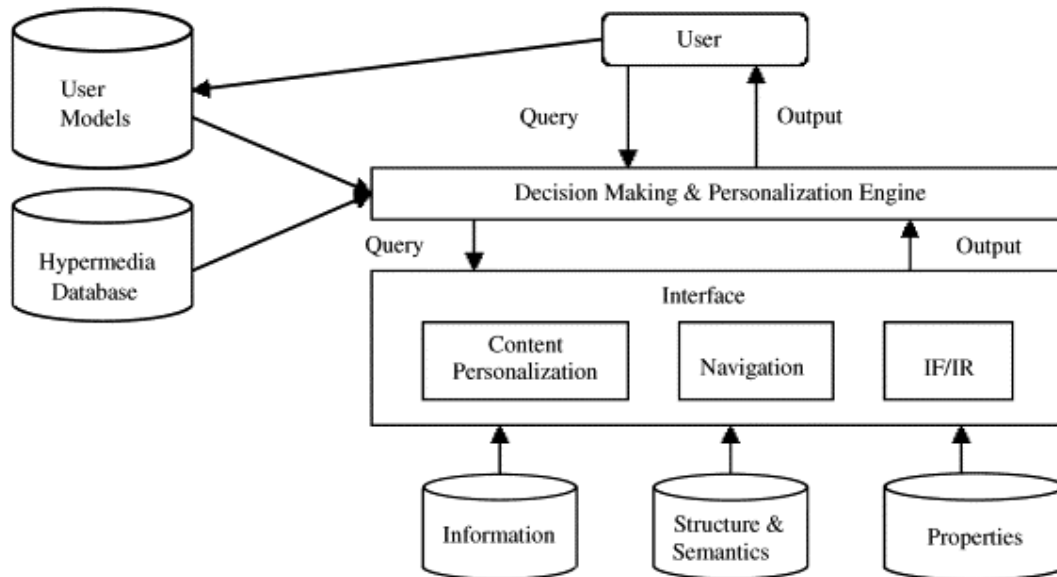 User
User
Models
Query
Output
Decision Making & Personalization Engine
Query
Output
Hypermedia
Database
Interface
Content
Personalization
Navigation
IF/IR
Information
Structure &
Semantics
Properties